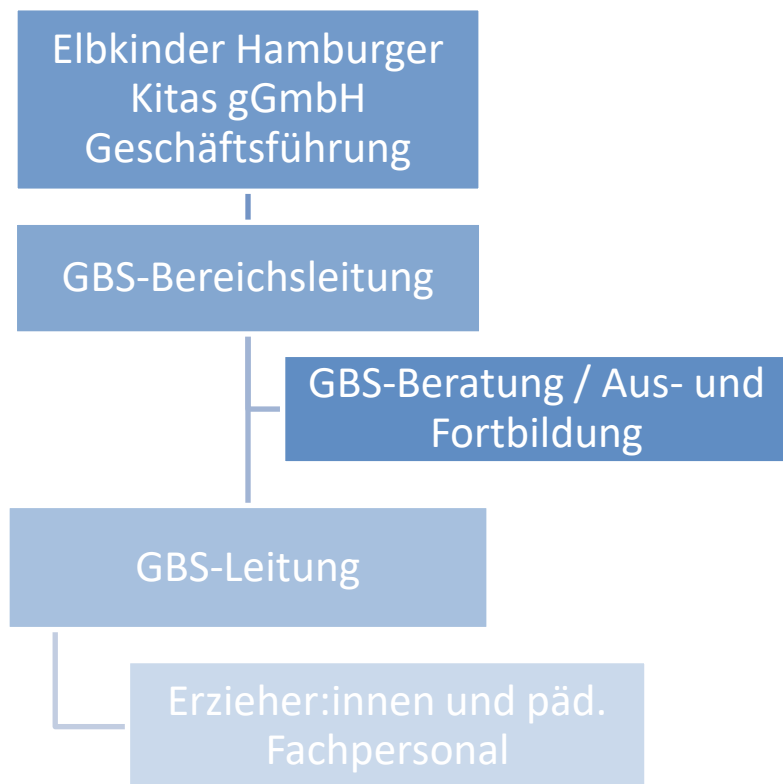 Elbkinder Hamburger
Kitas gGmbH
Geschäftsführung
GBS-Bereichsleitung
GBS-Beratung / Aus- und
Fortbildung
GBS-Leitung
Erzieher:innen und päd.
Fachpersonal